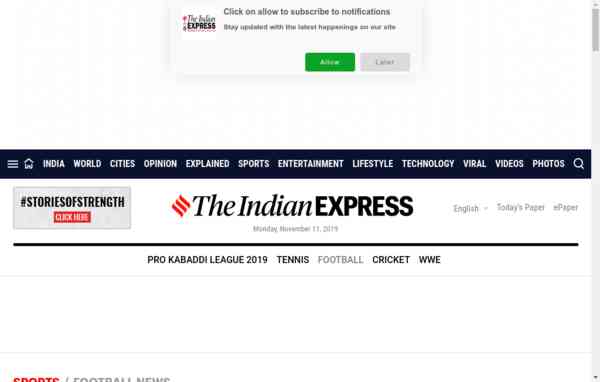 Click on allow to subscribe to notifications
The Indian
EXPRESS
Stay updated with the latest happenings on our site
Allow
Later
INDIA WORLD CITIES OPINION EXPLAINED SPORTS ENTERTAINMENT LIFESTYLE TECHNOLOGY VIRAL VIDEOS PHOTOS
#STORIESOFSTRENGTH
CLICK HERE
The Indian EXPRESS
English
Today's Paper
ePaper
Monday, November 11, 2019
PRO KABADDI LEAGUE 2019 TENNIS FOOTBALL CRICKET WWE
SPORTS / FOOTBALL NEWS